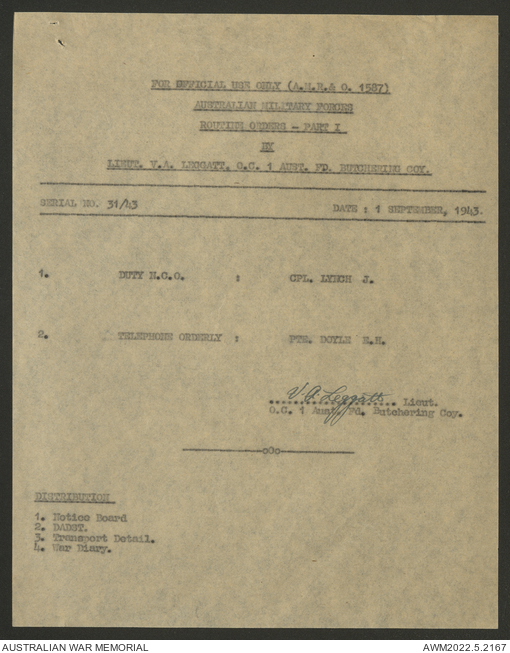 FOR OFFICIAL USE ONLY (A.M.R.& O. 1587)
AUSTRALIAN MILITARY FORCES
ROUTINE ORDERS - PART I
BY
LIEUT. V.A. LEGGATT, O.C. 1 AUST. FD. BUTCHERING COY.
SERIAL NO. 31/43 DATE : 1 SEPTEMBER, 1943.
1. DUTY N.C.O. : CPL. LYNCH J.
2. TELEPHONE ORDERLY : PTE. DOYLE E.H.
V A Leggatt Lieut.
O.C. 1 Aust. Fd. Butchering Coy.
oOo
DISTRIBUTION
1. Notice Board
2. DADST.
3. Transport Detail.
4. War Diary.
AUSTRALIAN WAR MEMORIAL AWM2022.5.2167